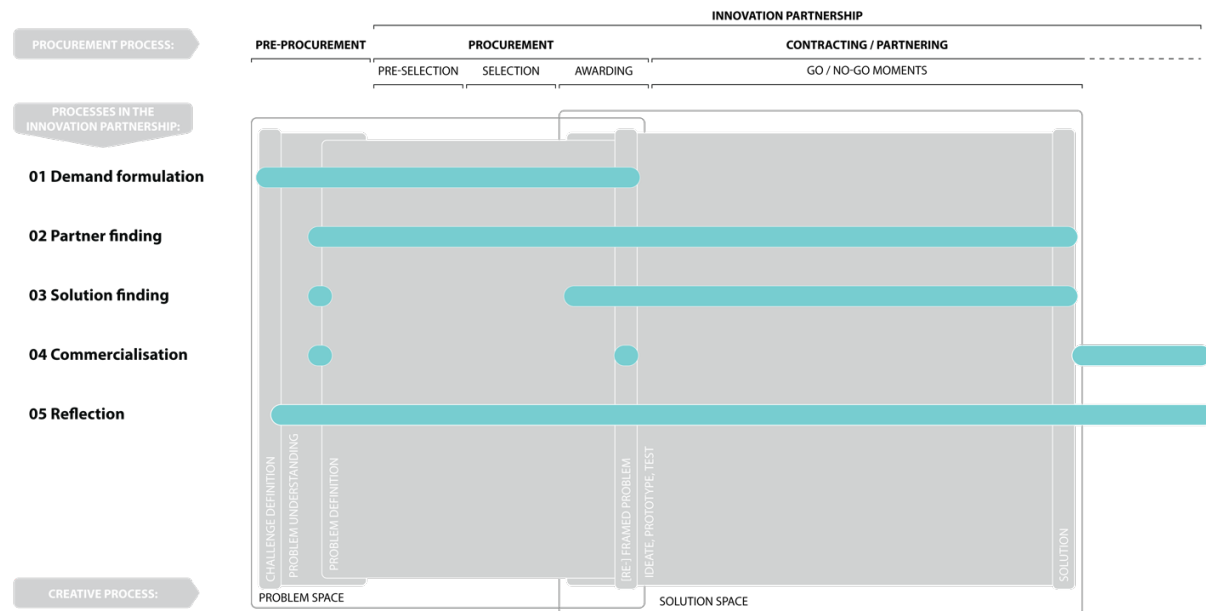 INNOVATION PARTNERSHIP
PROCUREMENT PROCESS:
PRE-PROCUREMENT
PROCUREMENT
CONTRACTING / PARTNERING
PRE-SELECTION
SELECTION
AWARDING
GO / NO-GO MOMENTS
PROCESSES IN THE
INNOVATION PARTNERSHIP:
01 Demand formulation
02 Partner finding
03 Solution finding
04 Commercialisation
05 Reflection
CHALLENGE DEFINITION
PROBLEM UNDERSTANDING
PROBLEM DEFINITION
[RE-] FRAMED PROBLEM
IDEATE, PROTOTYPE, TEST
SOLUTION
CREATIVE PROCESS:
PROBLEM SPACE
SOLUTION SPACE